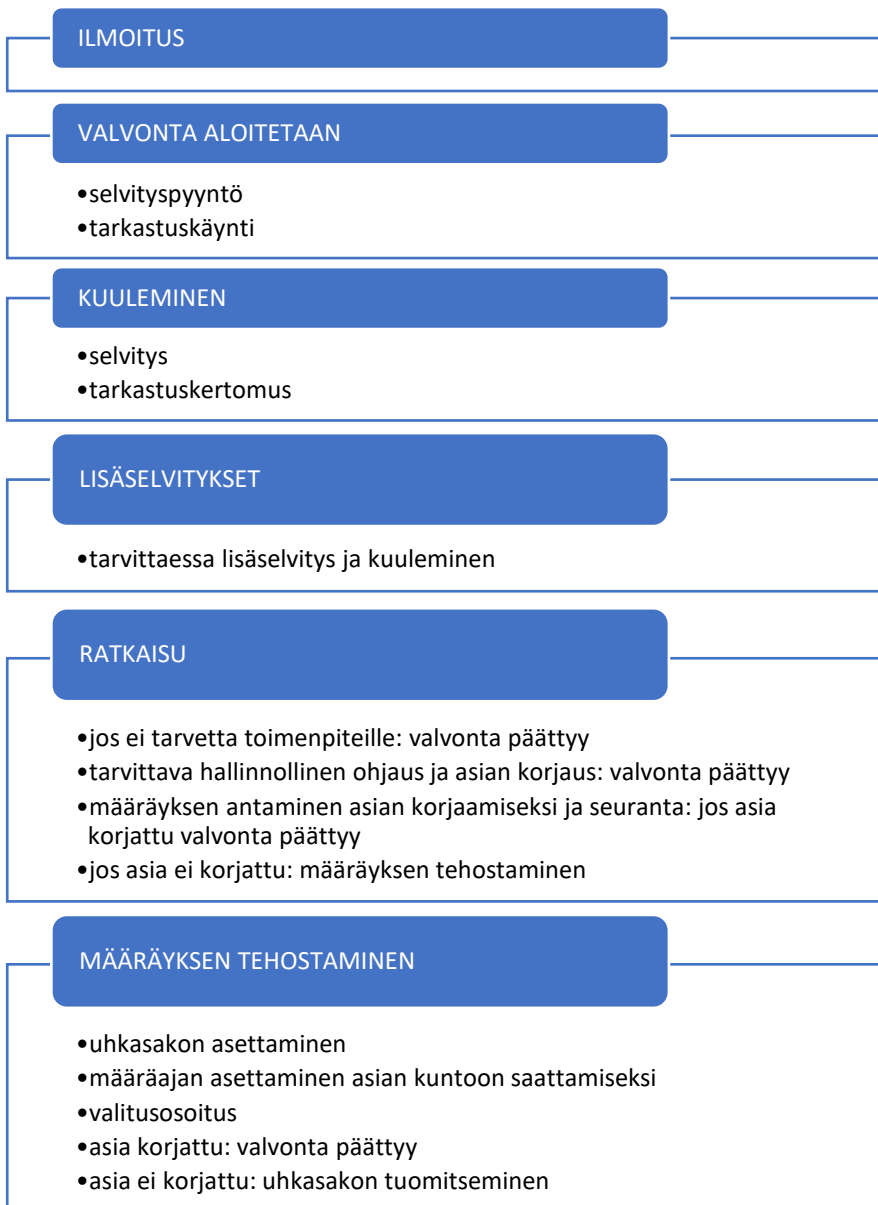 ILMOITUS
VALVONTA ALOITETAAN
•selvityspyyntö
•tarkastuskäynti
KUULEMINEN
•selvitys
•tarkastuskertomus
LISÄSELVITYKSET
•tarvittaessa lisäselvitys ja kuuleminen
RATKAISU
•jos ei tarvetta toimenpiteille: valvonta päättyy
•tarvittava hallinnollinen ohjaus ja asian korjaus: valvonta päättyy
•määräyksen antaminen asian korjaamiseksi ja seuranta: jos asia
korjattu valvonta päättyy
•jos asia ei korjattu: määräyksen tehostaminen
MÄÄRÄYKSEN TEHOSTAMINEN
•uhkasakon asettaminen
•määräajan asettaminen asian kuntoon saattamiseksi
•valitusosoitus
•asia korjattu: valvonta päättyy
•asia ei korjattu: uhkasakon tuomitseminen